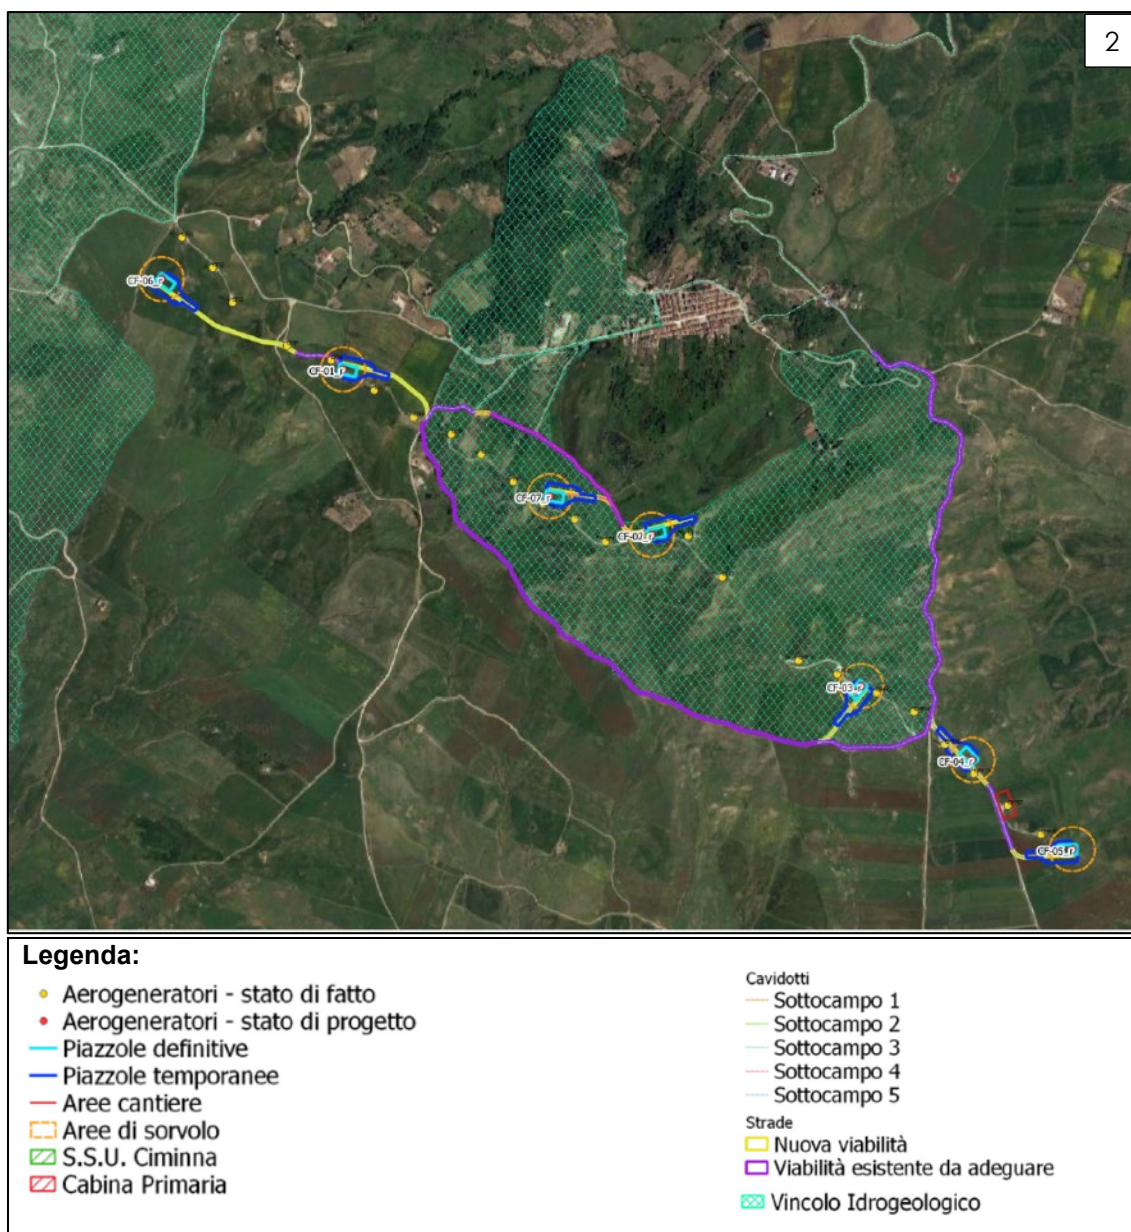 2
CF-06_r
CF-01_r
CF-07_r
CF-02_r
CF-03_r
CF-04_r
CF-05_r
Legenda:
Aerogeneratori - stato di fatto
Aerogeneratori - stato di progetto
Piazzole definitive
Piazzole temporanee
Aree cantiere
Aree di sorvolo
S.S.U. Ciminna
Cabina Primaria
Cavidotti
Sottocampo 1
Sottocampo 2
Sottocampo 3
Sottocampo 4
Sottocampo 5
Strade
Nuova viabilità
Viabilità esistente da adeguare
Vincolo Idrogeologico